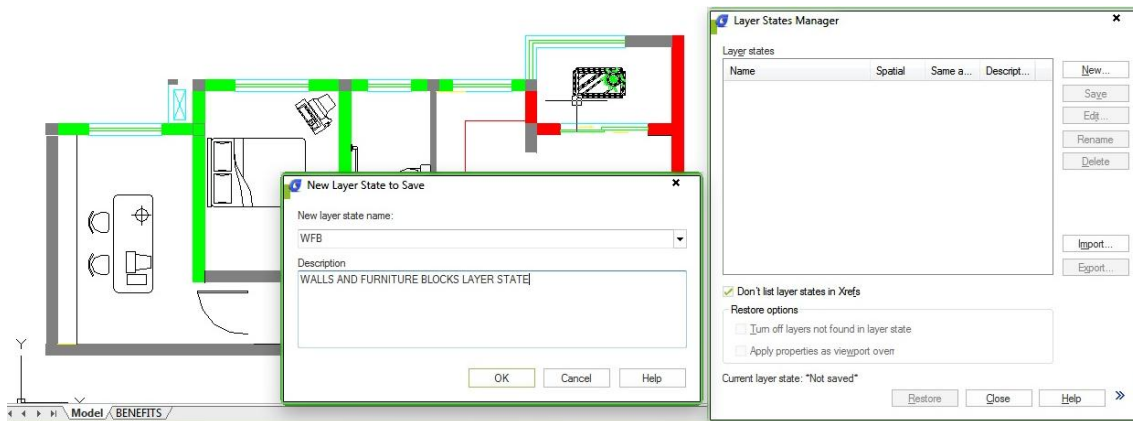 Layer States Manager
Layer states
Name Spatial Same a... Descript...
New...
Save
Edit...
Rename
Delete
Import...
Export...
Don't list layer states in Xrefs
Restore options
Turn off layers not found in layer state
Apply properties as viewport overr
Current layer state: "Not saved"
Restore Close Help »
New Layer State to Save
New layer state name:
WFB
Description
WALLS AND FURNITURE BLOCKS LAYER STATE
OK Cancel Help
Y
X
Model BENEFITS